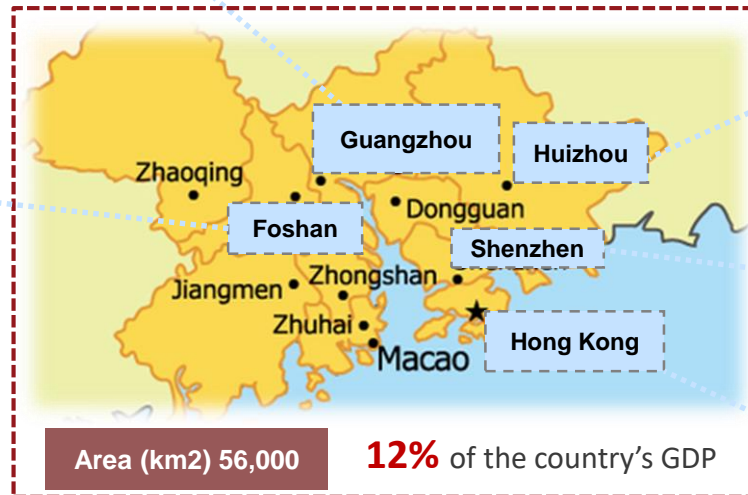 Guangzhou
Huizhou
Zhaoqing
Dongguan
Foshan
Shenzhen
Zhongshan
Jiangmen
Zhuhai
Hong Kong
Macao
Area (km2) 56,000
12% of the country's GDP